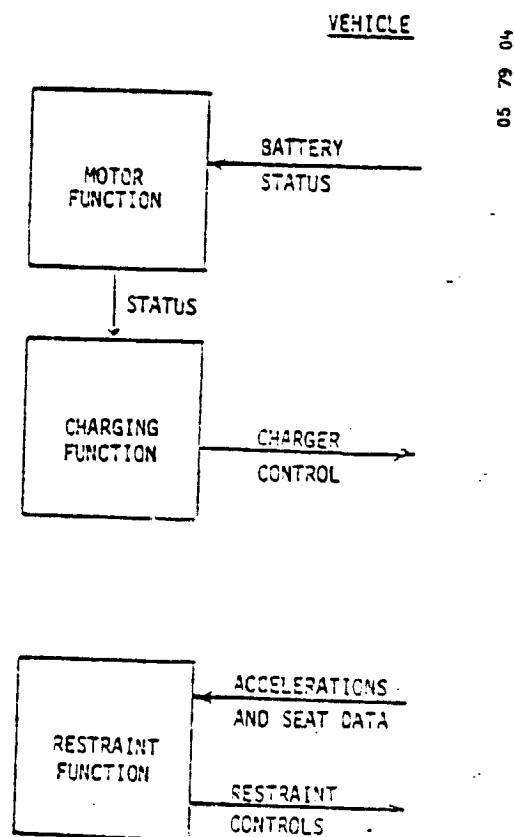 VEHICLE
05 79 04
BATTERY
STATUS
MOTOR
FUNCTION
STATUS
CHARGING
FUNCTION
CHARGER
CONTROL
ACCELERATIONS
AND SEAT DATA
RESTRAINT
FUNCTION
RESTRAINT
CONTROLS